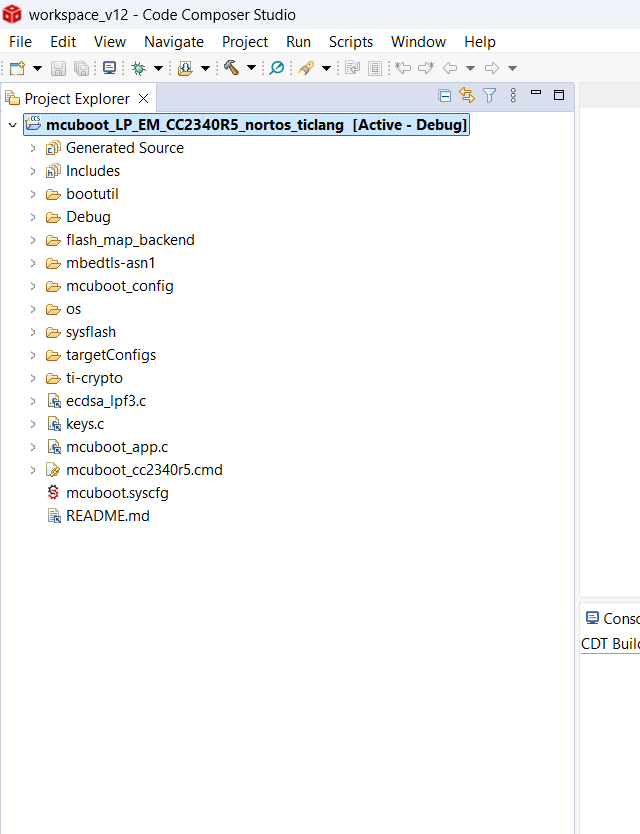 workspace_v12 - Code Composer Studio
File Edit View Navigate Project Run Scripts Window Help
Project Explorer
mcuboot_LP_EM_CC2340R5_nortos_ticlang [Active - Debug]
Generated Source
Includes
bootutil
Debug
flash_map_backend
mbedtls-asn1
mcuboot_config
os
sysflash
targetConfigs
ti-crypto
ecdsa_lpf3.c
keys.c
mcuboot_app.c
mcuboot_cc2340r5.cmd
mcuboot.syscfg
README.md
Conso
CDT Build